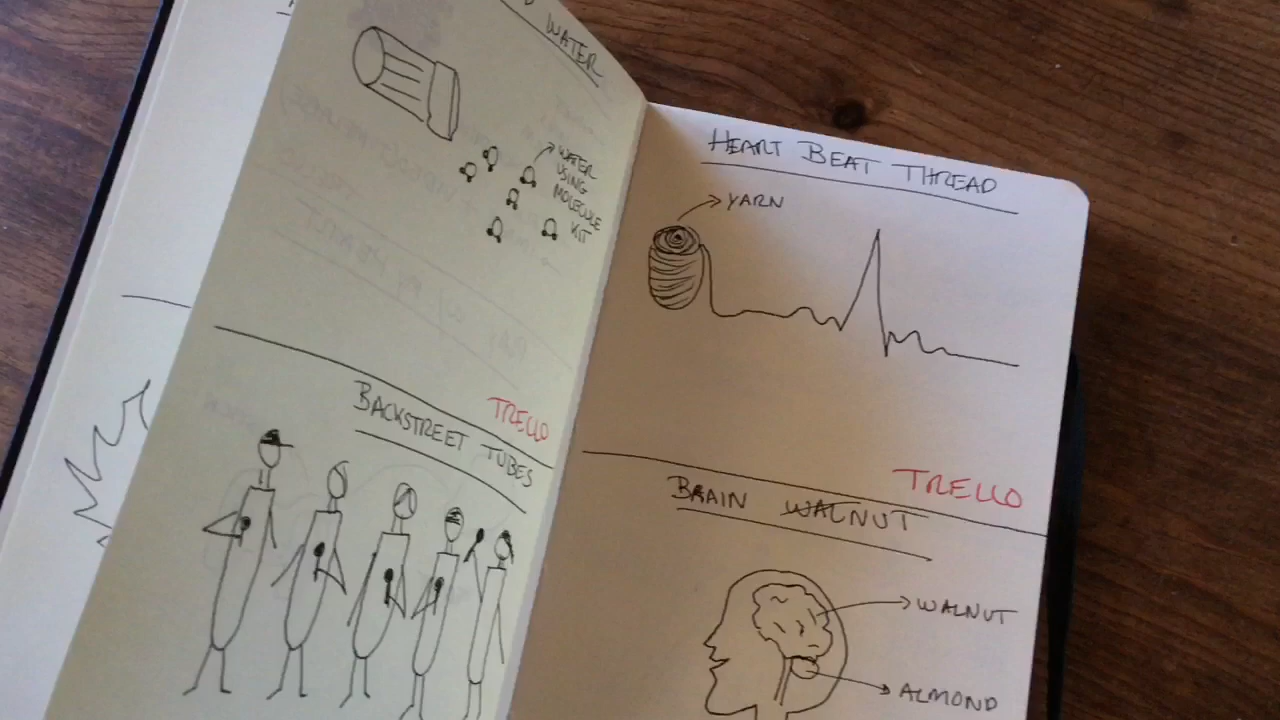 WATER
WATER
USING
MOLECULE
KIT
TRELLO
BACKSTREET TUBES
HEART BEAT THREAD
YARN
TRELLO
BRAIN WALNUT
WALNUT
ALMOND